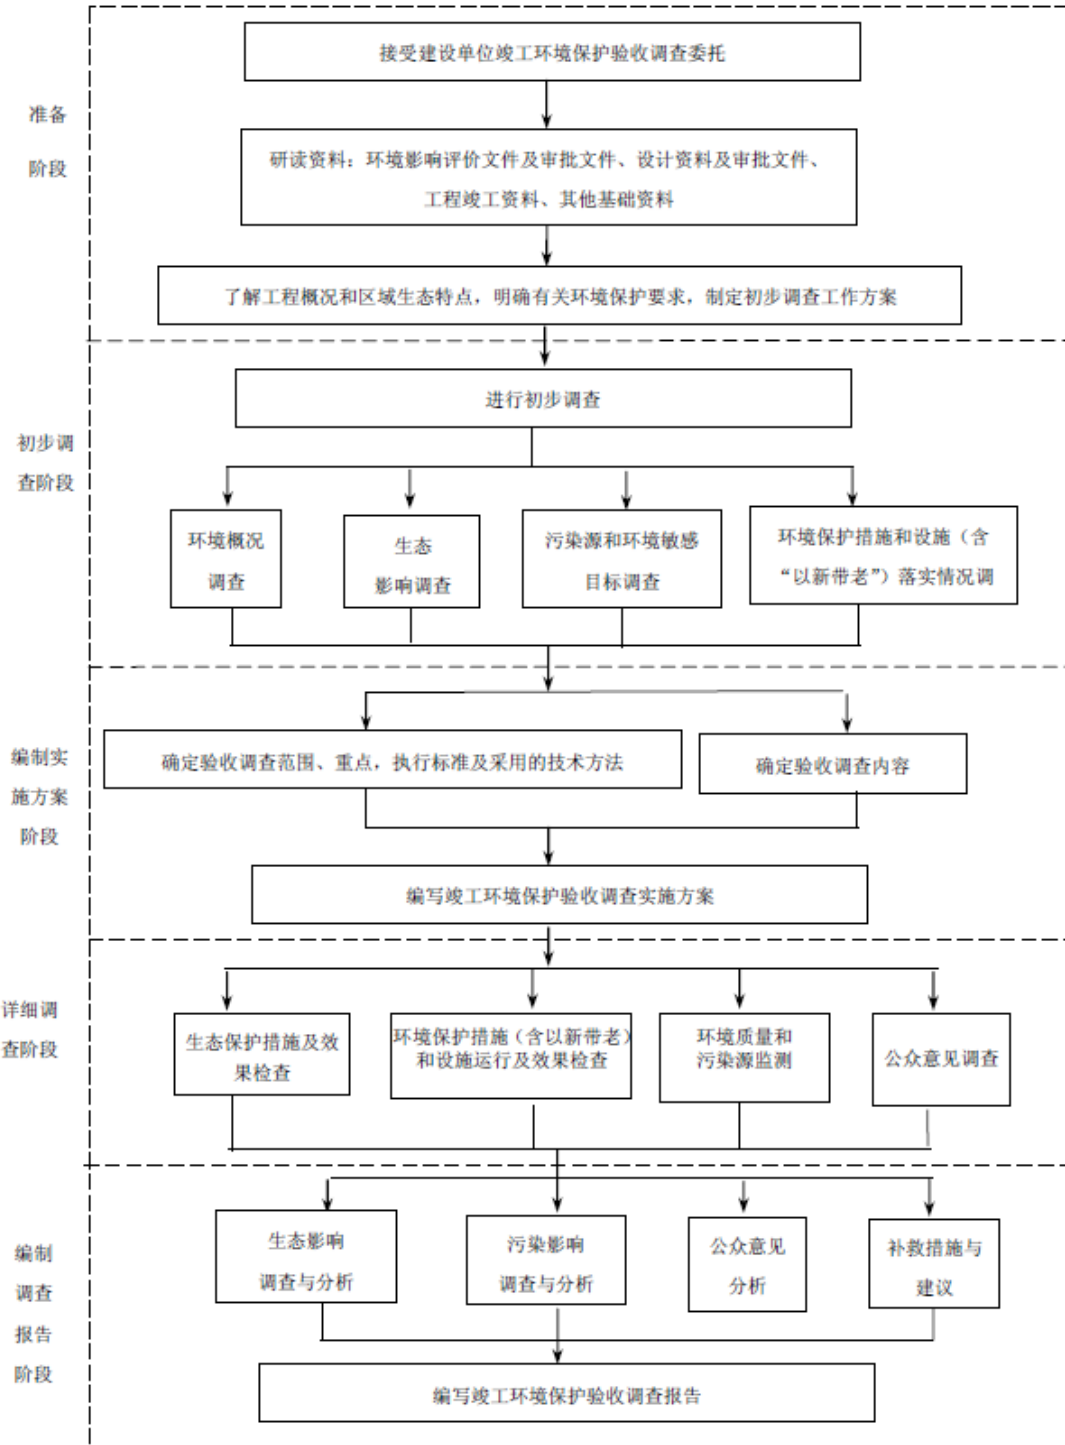 接受建设单位竣工环境保护验收调查委托
准备
阶段
研读资料：环境影响评价文件及审批文件、设计资料及审批文件、
工程竣工资料、其他基础资料
了解工程概况和区域生态特点，明确有关环境保护要求，制定初步调查工作方案
进行初步调查
初步调
查阶段
环境概况
调查
生态
影响调查
污染源和环境敏感
目标调查
环境保护措施和设施（含
“以新带老”）落实情况调
编制实
施方案
阶段
确定验收调查范围、重点，执行标准及采用的技术方法
确定验收调查内容
编写竣工环境保护验收调查实施方案
详细调
查阶段
生态保护措施及效
果检查
环境保护措施（含以新带老）
和设施运行及效果检查
环境质量和
污染源监测
公众意见调查
编制
调查
报告
阶段
生态影响
调查与分析
污染影响
调查与分析
公众意见
分析
补救措施与
建议
编写竣工环境保护验收调查报告